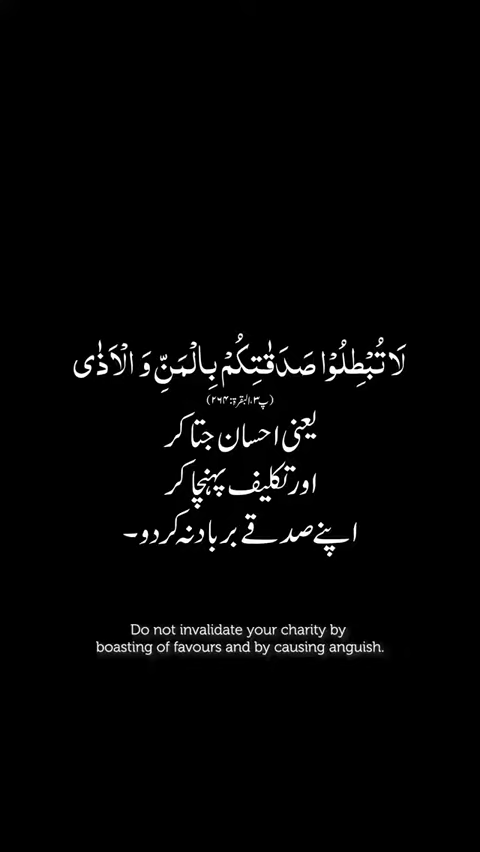 لَا تُبْطِلُوْا صَدَقٰتِكُمْ بِالْمَنِّ وَ الْاَذٰى
(پ۳،البقرۃ:۲۶۴)
یعنی احسان جتا کر
اور تکلیف پہنچا کر
اپنے صدقے برباد نہ کردو۔
Do not invalidate your charity by
boasting of favours and by causing anguish.